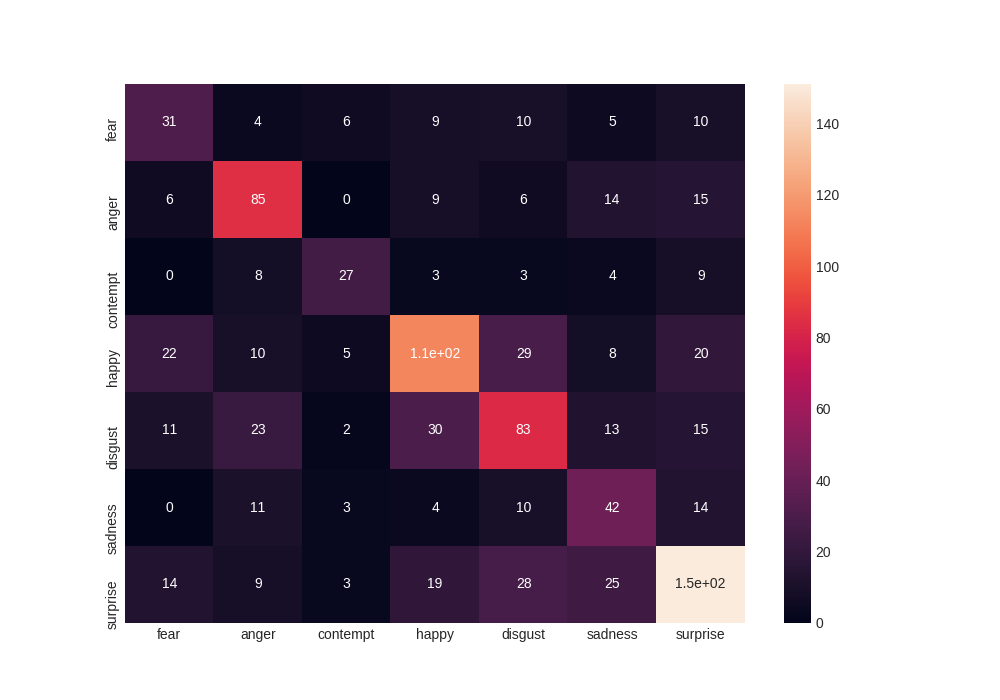 fear 31 4 6 9 10 5 10
anger 6 85 0 9 6 14 15
contempt 0 8 27 3 3 4 9
happy 22 10 5 1.1e+02 29 8 20
disgust 11 23 2 30 83 13 15
sadness 0 11 3 4 10 42 14
surprise 14 9 3 19 28 25 1.5e+02
fear anger contempt happy disgust sadness surprise
140
120
100
80
60
40
20
0